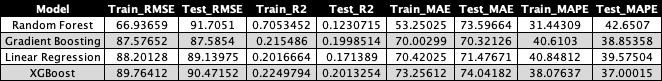 Model Train_RMSE Test_RMSE Train_R2 Test_R2 Train_MAE Test_MAE Train_MAPE Test_MAPE
Random Forest 66.93659 91.7051 0.7053452 0.1230715 53.25025 73.59664 31.44309 42.6507
Gradient Boosting 87.57652 87.5854 0.215486 0.1998514 70.00299 70.32126 40.6103 38.85358
Linear Regression 88.20128 89.13975 0.2016664 0.171389 70.42025 71.47671 40.84812 39.57504
XGBoost 89.76412 90.47152 0.2249794 0.2013254 73.25612 74.04182 38.07637 37.00015